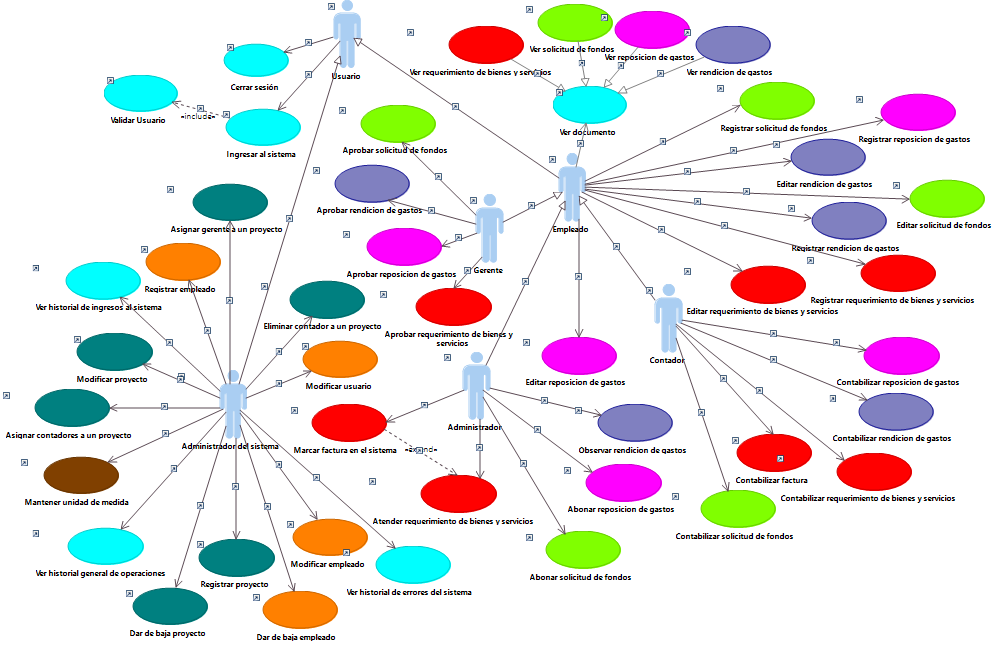 Usuario
Cerrar sesión
Validar Usuario
«include»
Ingresar al sistema
Ver requerimiento de bienes y servicios
Ver solicitud de fondos
Ver reposicion de gastos
Ver rendicion de gastos
Ver documento
Aprobar solicitud de fondos
Aprobar rendicion de gastos
Aprobar reposicion de gastos
Aprobar requerimiento de bienes y
servicios
Gerente
Empleado
Registrar solicitud de fondos
Registrar reposicion de gastos
Editar rendicion de gastos
Editar solicitud de fondos
Registrar rendicion de gastos
Registrar requerimiento de bienes y servicios
Editar requerimiento de bienes y servicios
Editar reposicion de gastos
Contador
Contabilizar reposicion de gastos
Contabilizar rendicion de gastos
Contabilizar factura
Contabilizar requerimiento de bienes y servicios
Contabilizar solicitud de fondos
Asignar gerente a un proyecto
Registrar empleado
Ver historial de ingresos al sistema
Eliminar contador a un proyecto
Modificar proyecto
Modificar usuario
Asignar contadores a un proyecto
Administrador del sistema
Mantener unidad de medida
Ver historial general de operaciones
Registrar proyecto
Modificar empleado
Ver historial de errores del sistema
Dar de baja proyecto
Dar de baja empleado
Administrador
Marcar factura en el sistema
«extend»
Atender requerimiento de bienes y servicios
Observar rendicion de gastos
Abonar reposicion de gastos
Abonar solicitud de fondos